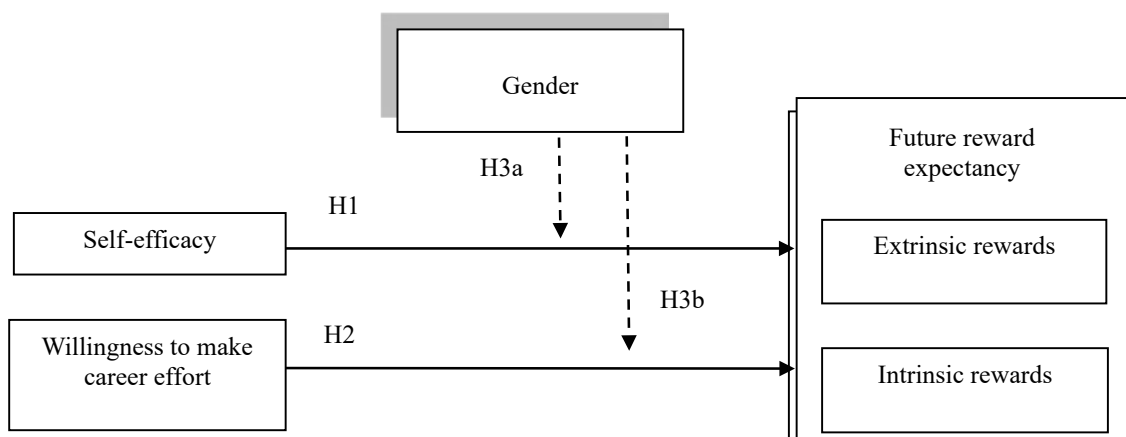 Gender
Future reward
expectancy
H3a
H1
Self-efficacy
Extrinsic rewards
H3b
H2
Willingness to make
career effort
Intrinsic rewards